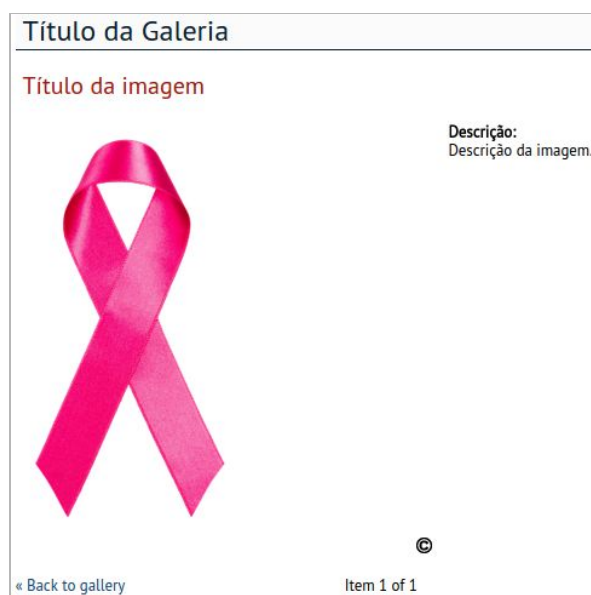 Título da Galeria
Título da imagem
Descrição:
Descrição da imagem.
©
« Back to gallery
Item 1 of 1